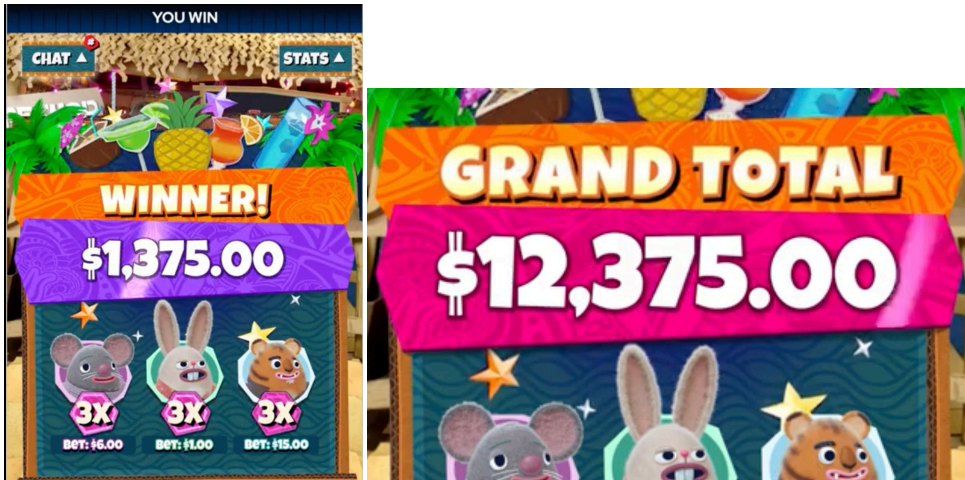 YOU WIN
CHAT
STATS
WINNER!
$1,375.00
3X 3X 3X
BET: $6.00 BET: $1.00 BET: $15.00
GRAND TOTAL
$12,375.00